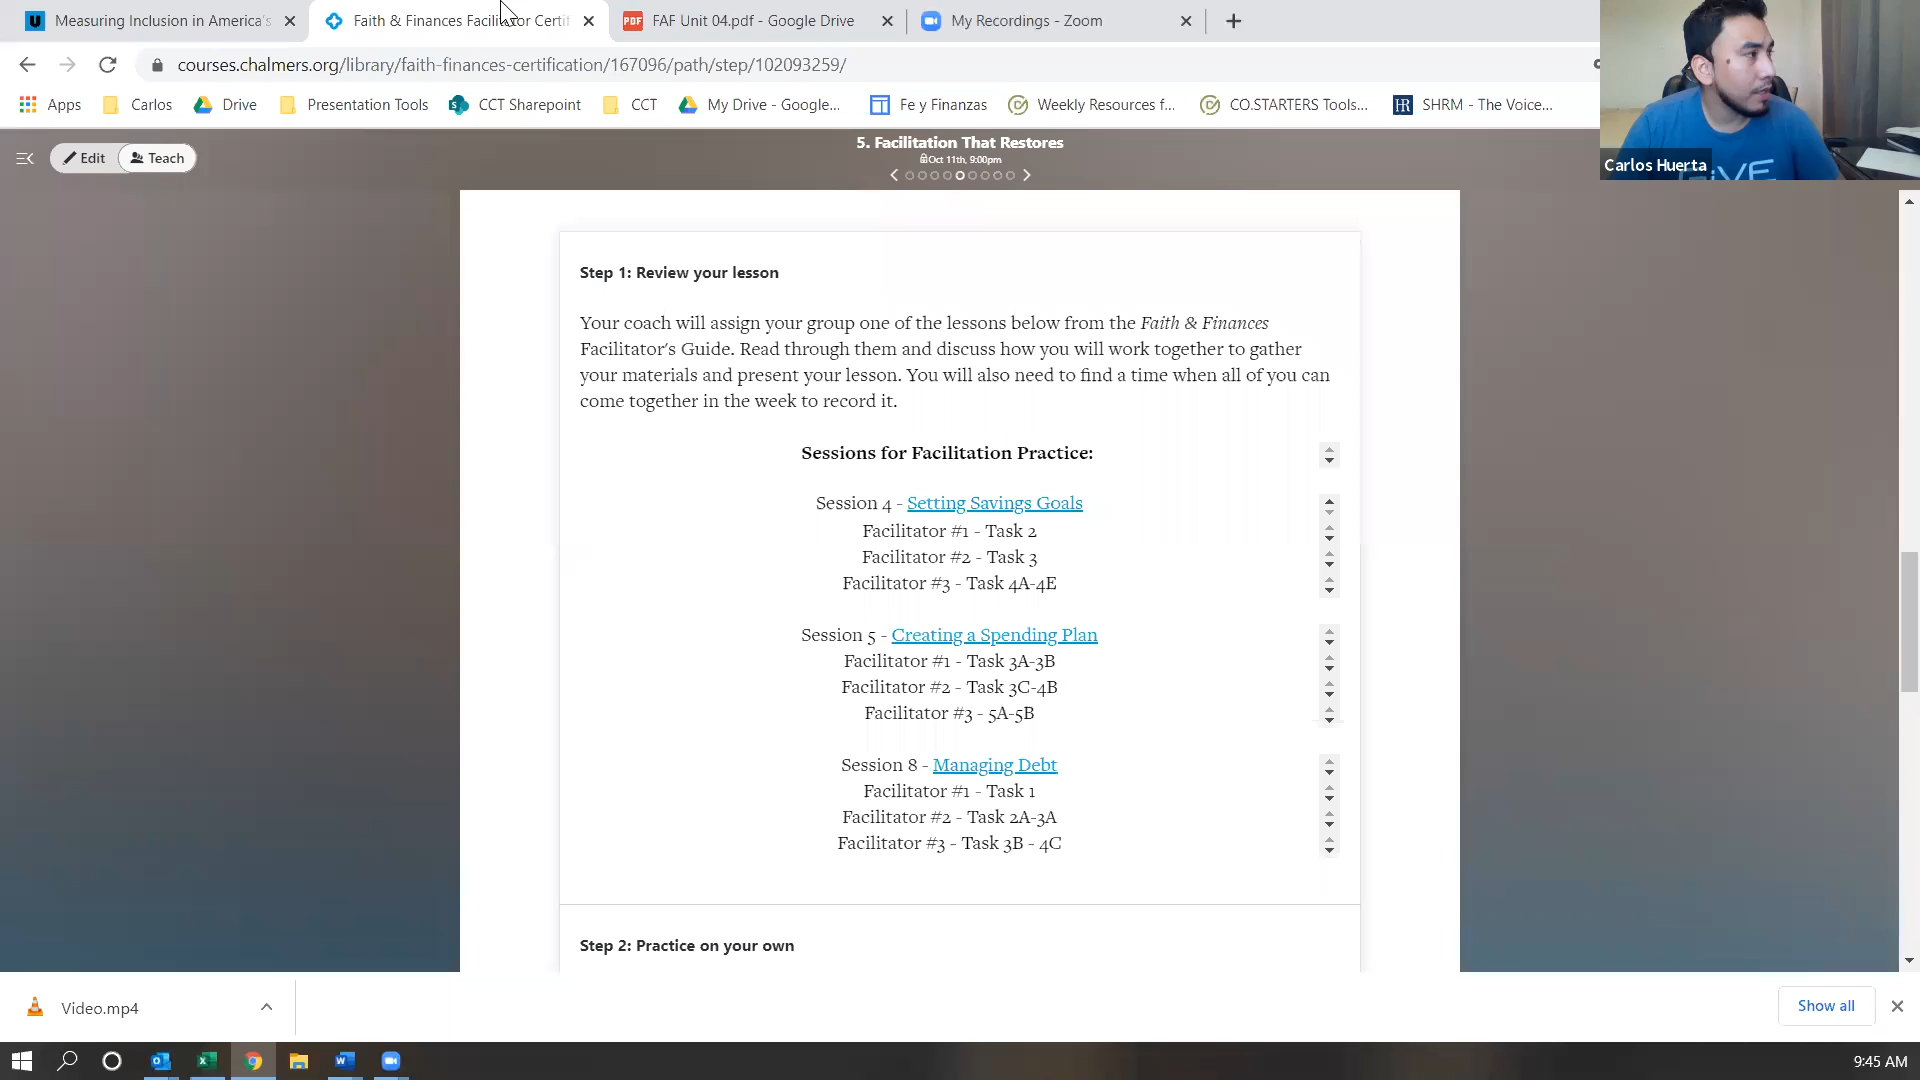 Measuring Inclusion in America's
Faith & Finances Facilitator Certifi
PDF FAF Unit 04.pdf - Google Drive
My Recordings - Zoom
courses.chalmers.org/library/faith-finances-certification/167096/path/step/102093259/
Apps Carlos Drive Presentation Tools CCT Sharepoint CCT My Drive - Google... Fe y Finanzas Weekly Resources f... CO.STARTERS Tools... HR SHRM - The Voice...
Carlos Huerta
Edit Teach
5. Facilitation That Restores
Oct 11th, 9:00pm
Step 1: Review your lesson
Your coach will assign your group one of the lessons below from the Faith & Finances
Facilitator's Guide. Read through them and discuss how you will work together to gather
your materials and present your lesson. You will also need to find a time when all of you can
come together in the week to record it.
Sessions for Facilitation Practice:
Session 4 - Setting Savings Goals
Facilitator #1 - Task 2
Facilitator #2 - Task 3
Facilitator #3 - Task 4A-4E
Session 5 - Creating a Spending Plan
Facilitator #1 - Task 3A-3B
Facilitator #2 - Task 3C-4B
Facilitator #3 - 5A-5B
Session 8 - Managing Debt
Facilitator #1 - Task 1
Facilitator #2 - Task 2A-3A
Facilitator #3 - Task 3B - 4C
Step 2: Practice on your own
Video.mp4
Show all
9:45 AM